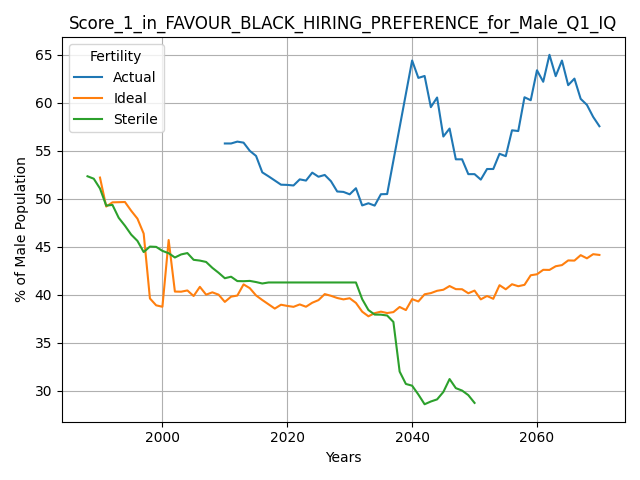 Score_1_in_FAVOUR_BLACK_HIRING_PREFERENCE_for_Male_Q1_IQ
Fertility
Actual
Ideal
Sterile
65
60
55
50
45
40
35
30
% of Male Population
2000
2020
2040
2060
Years